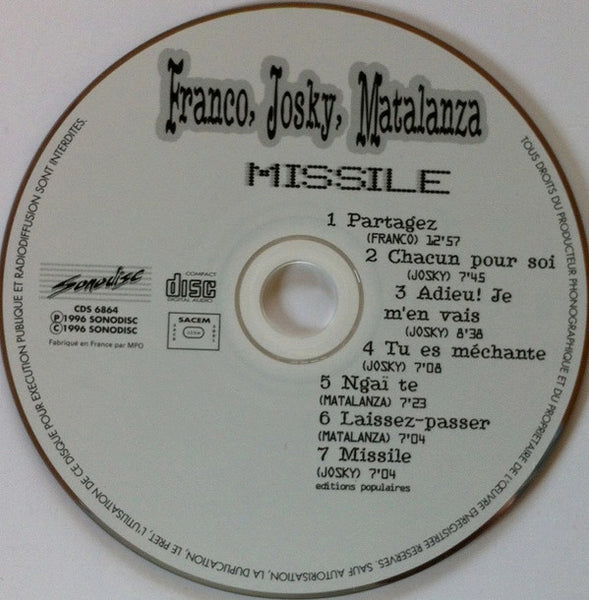 Franco, Josky, Matalanza
MISSILE
1 Partagez
(FRANCO) 12'57
2 Chacun pour soi
(JOSKY) 7'45
3 Adieu! Je
m'en vais
(JOSKY) 8'38
4 Tu es méchante
(JOSKY) 7'08
5 Ngaï te
(MATALANZA) 7'23
6 Laissez-passer
(MATALANZA) 7'04
7 Missile
(JOSKY) 7'04
editions populaires
Sonodisc
CDS 6864
P 1996 SONODISC
C 1996 SONODISC
Fabriqué en France par MPO
COMPACT
disc
DIGITAL AUDIO
SACEM
TOUS DROITS DU PRODUCTEUR PHONOGRAPHIQUE ET DU PROPRIETAIRE DE L'ŒUVRE ENREGISTREE RESERVES. SAUF AUTORISATION, LA DUPLICATION, LE PRET, L'UTILISATION DE CE DISQUE POUR EXECUTION PUBLIQUE ET RADIODIFFUSION SONT INTERDITES.